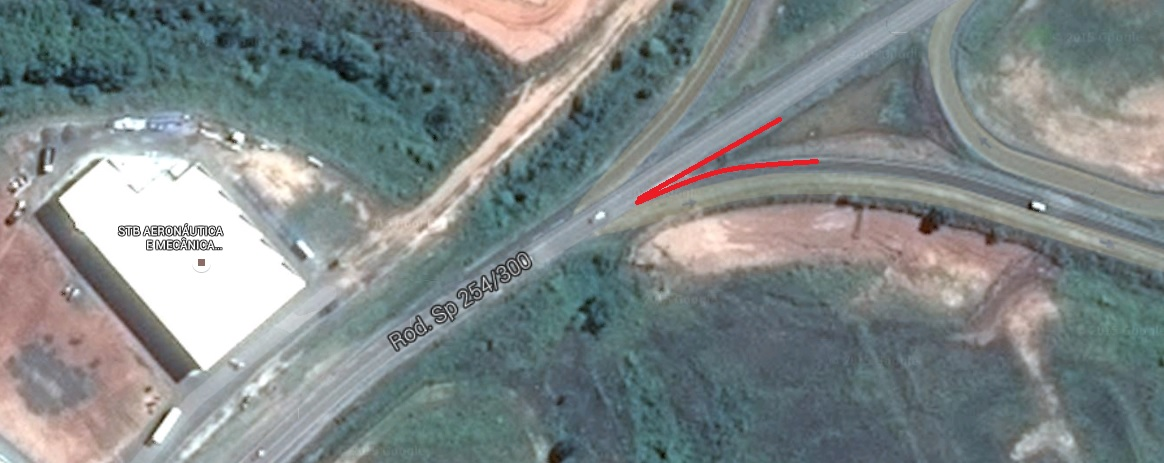 STB AERONÁUTICA
E MECÂNICA...
Rod. Sp 254/300